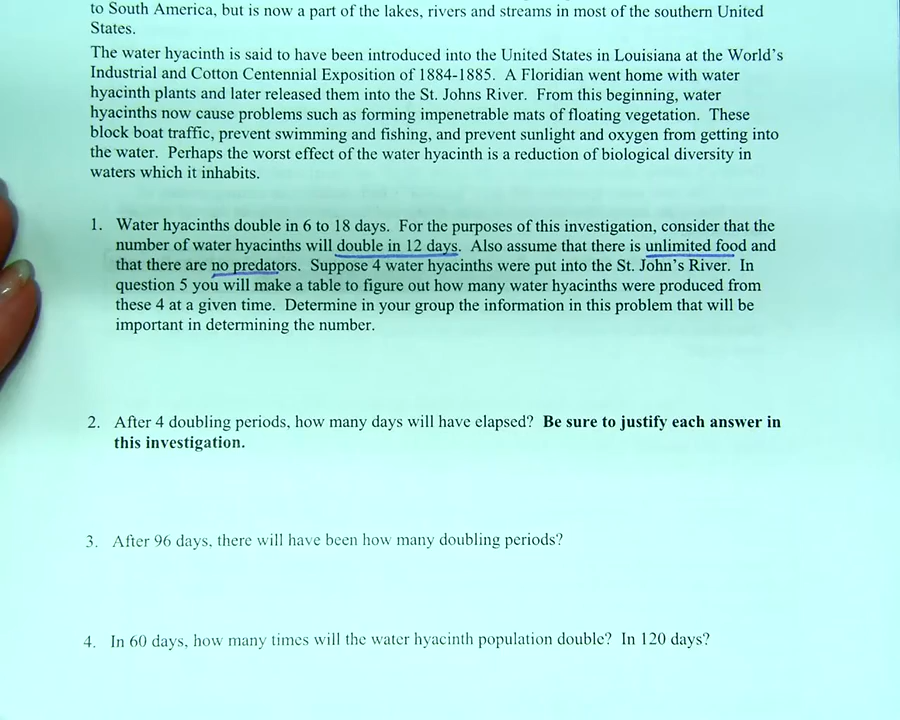 to South America, but is now a part of the lakes, rivers and streams in most of the southern United
States.
The water hyacinth is said to have been introduced into the United States in Louisiana at the World's
Industrial and Cotton Centennial Exposition of 1884-1885. A Floridian went home with water
hyacinth plants and later released them into the St. Johns River. From this beginning, water
hyacinths now cause problems such as forming impenetrable mats of floating vegetation. These
block boat traffic, prevent swimming and fishing, and prevent sunlight and oxygen from getting into
the water. Perhaps the worst effect of the water hyacinth is a reduction of biological diversity in
waters which it inhabits.
1. Water hyacinths double in 6 to 18 days. For the purposes of this investigation, consider that the
number of water hyacinths will double in 12 days. Also assume that there is unlimited food and
that there are no predators. Suppose 4 water hyacinths were put into the St. John's River. In
question 5 you will make a table to figure out how many water hyacinths were produced from
these 4 at a given time. Determine in your group the information in this problem that will be
important in determining the number.
2. After 4 doubling periods, how many days will have elapsed? Be sure to justify each answer in
this investigation.
3. After 96 days, there will have been how many doubling periods?
4. In 60 days, how many times will the water hyacinth population double? In 120 days?